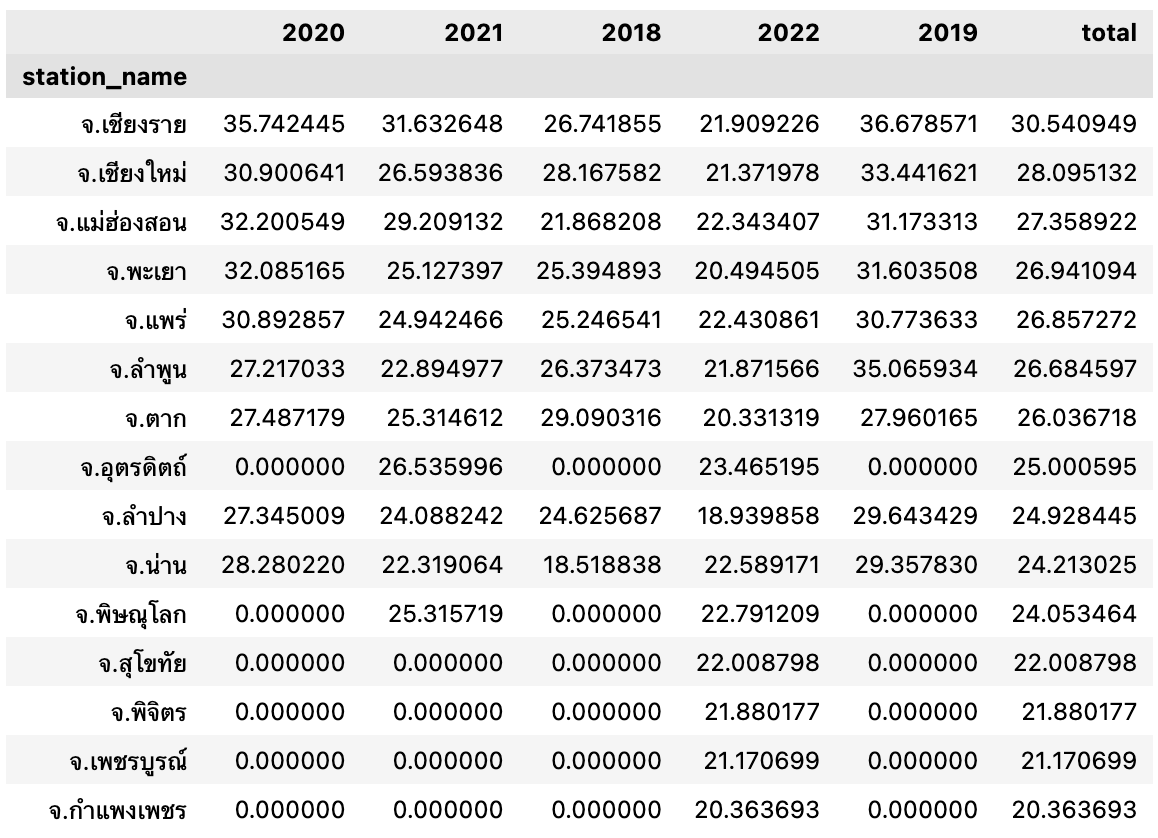 2020 2021 2018 2022 2019 total
station_name
จ.เชียงราย 35.742445 31.632648 26.741855 21.909226 36.678571 30.540949
จ.เชียงใหม่ 30.900641 26.593836 28.167582 21.371978 33.441621 28.095132
จ.แม่ฮ่องสอน 32.200549 29.209132 21.868208 22.343407 31.173313 27.358922
จ.พะเยา 32.085165 25.127397 25.394893 20.494505 31.603508 26.941094
จ.แพร่ 30.892857 24.942466 25.246541 22.430861 30.773633 26.857272
จ.ลำพูน 27.217033 22.894977 26.373473 21.871566 35.065934 26.684597
จ.ตาก 27.487179 25.314612 29.090316 20.331319 27.960165 26.036718
จ.อุตรดิตถ์ 0.000000 26.535996 0.000000 23.465195 0.000000 25.000595
จ.ลำปาง 27.345009 24.088242 24.625687 18.939858 29.643429 24.928445
จ.น่าน 28.280220 22.319064 18.518838 22.589171 29.357830 24.213025
จ.พิษณุโลก 0.000000 25.315719 0.000000 22.791209 0.000000 24.053464
จ.สุโขทัย 0.000000 0.000000 0.000000 22.008798 0.000000 22.008798
จ.พิจิตร 0.000000 0.000000 0.000000 21.880177 0.000000 21.880177
จ.เพชรบูรณ์ 0.000000 0.000000 0.000000 21.170699 0.000000 21.170699
จ.กำแพงเพชร 0.000000 0.000000 0.000000 20.363693 0.000000 20.363693